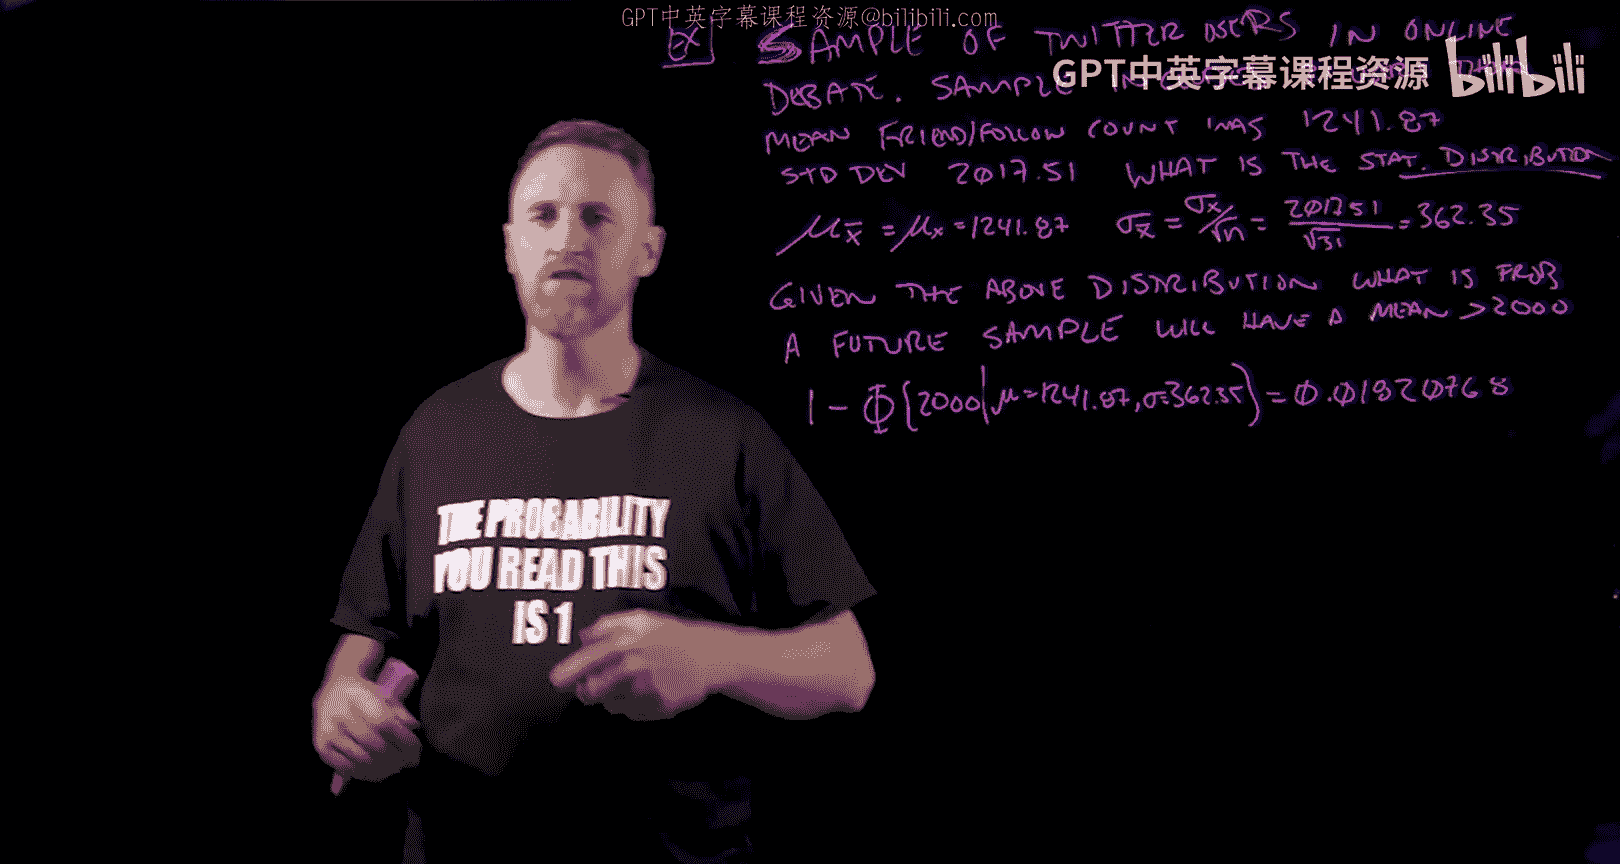 GPT中英字幕课程资源@bilibili.com
EX SAMPLE OF TWITTER USERS IN ONLINE
GPT中英字幕课程资源 bilibili
DEBATE. SAMPLE
MEAN FRIEND/FOLLOW COUNT WAS 1241.87
STD DEV 2017.51 WHAT IS THE STAT. DISTRIBUTION
μx̄ = μx = 1241.87 σx̄ = σx/√n = 201751/√31 = 362.35
GIVEN THE ABOVE DISTRIBUTION WHAT IS PROB
A FUTURE SAMPLE WILL HAVE A MEAN > 2000
1 - Φ(2000|μ=1241.87, σ=362.35) = 0.01820768
THE PROBABILITY
YOU READ THIS
IS 1